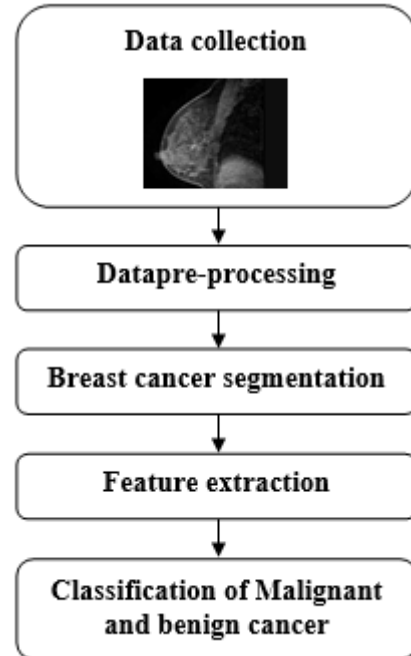 Data collection
Datapre-processing
Breast cancer segmentation
Feature extraction
Classification of Malignant
and benign cancer